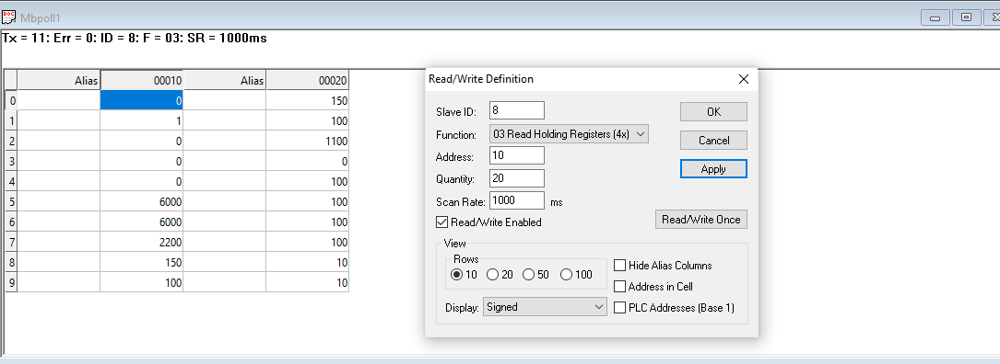 Mbpoll1
Tx = 11: Err = 0: ID = 8: F = 03: SR = 1000ms
Alias 00010 Alias 00020
0 0 150
1 1 100
2 0 1100
3 0 0
4 0 100
5 6000 100
6 6000 100
7 2200 100
8 150 10
9 100 10
Read/Write Definition
Slave ID: 8 OK
Function: 03 Read Holding Registers (4x) Cancel
Address: 10 Apply
Quantity: 20
Scan Rate: 1000 ms
Read/Write Enabled Read/Write Once
View
Rows
10 20 50 100
Hide Alias Columns
Address in Cell
Display: Signed PLC Addresses (Base 1)